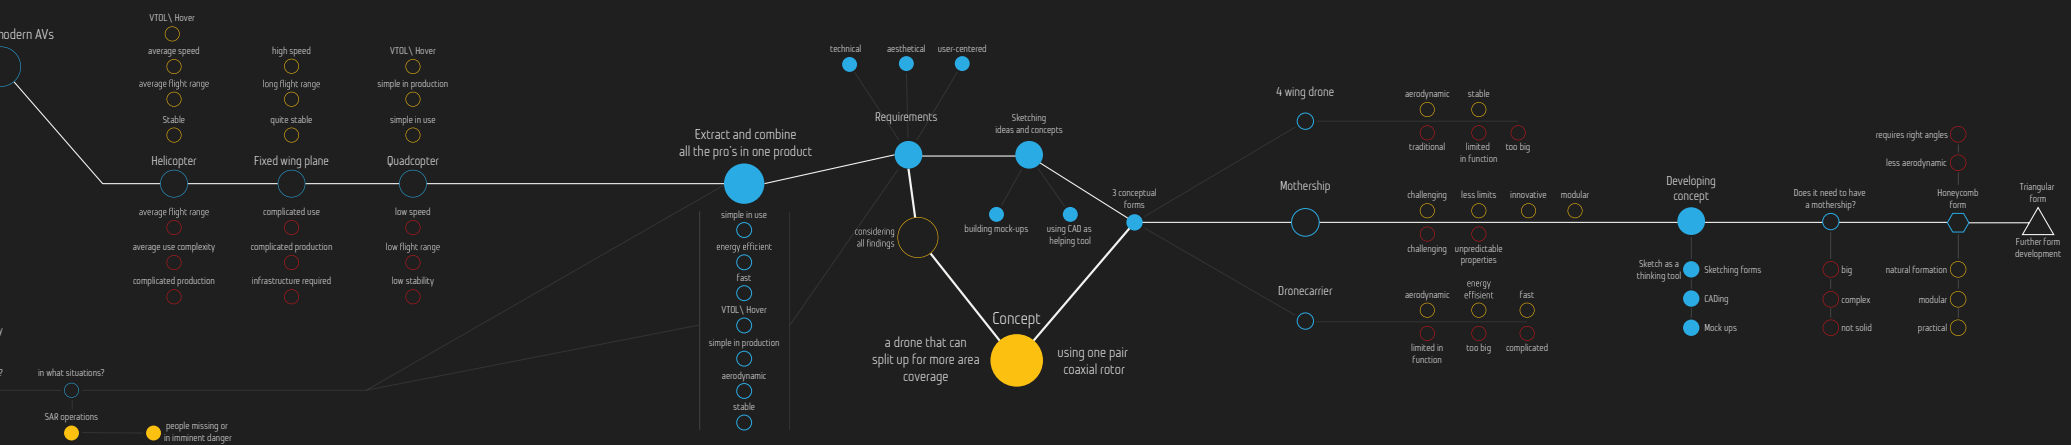 modern AVs
VTOL\ Hover
average speed
average flight range
Stable
Helicopter
average flight range
average use complexity
complicated production
high speed
long flight range
quite stable
Fixed wing plane
complicated use
complicated production
infrastructure required
VTOL\ Hover
simple in production
simple in use
Quadcopter
low speed
low flight range
low stability
y
?
in what situations?
SAR operations
people missing or
in imminent danger
Extract and combine
all the pro's in one product
simple in use
energy efficient
fast
VTOL\ Hover
simple in production
aerodynamic
stable
technical
aesthetical
user-centered
Requirements
considering
all findings
Sketching
ideas and concepts
building mock-ups
using CAD as
helping tool
Concept
a drone that can
split up for more area
coverage
using one pair
coaxial rotor
3 conceptual
forms
4 wing drone
aerodynamic
stable
traditional
limited
in function
too big
Mothership
challenging
less limits
innovative
modular
challenging
unpredictable
properties
Dronecarrier
aerodynamic
energy
effisient
fast
limited in
function
too big
complicated
Developing
concept
Sketch as a
thinking tool
Sketching forms
CADing
Mock ups
Does it need to have
a mothership?
big
complex
not solid
requires right angles
less aerodynamic
Honeycomb
form
natural formation
modular
practical
Triangular
form
Further form
development